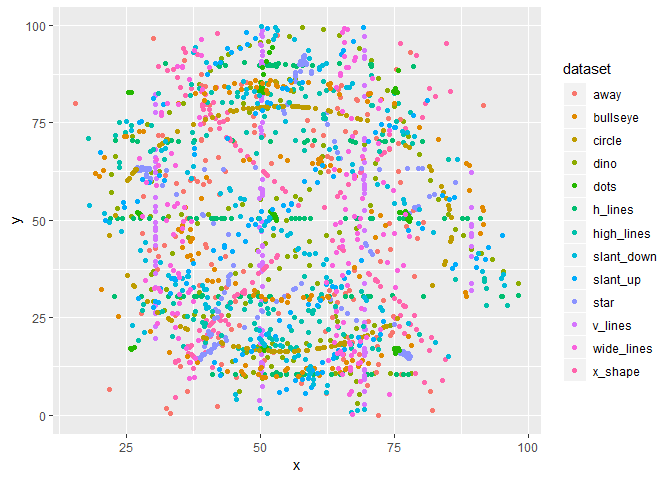 100
75
50
25
0
y
25
50
75
100
x
dataset
away
bullseye
circle
dino
dots
h_lines
high_lines
slant_down
slant_up
star
v_lines
wide_lines
x_shape